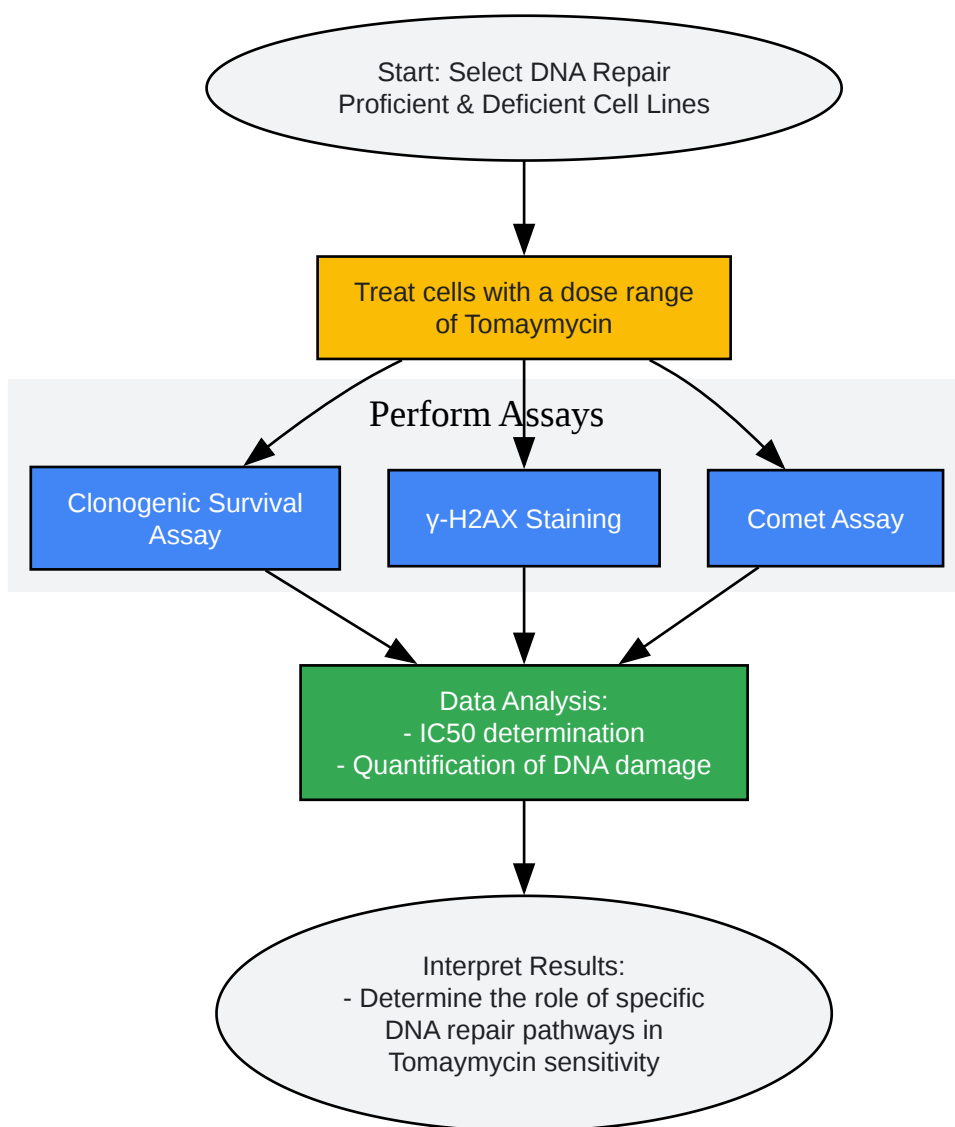 Start: Select DNA Repair
Proficient & Deficient Cell Lines
Treat cells with a dose range
of Tomaymycin
Perform Assays
Clonogenic Survival
Assay
γ-H2AX Staining
Comet Assay
Data Analysis:
- IC50 determination
- Quantification of DNA damage
Interpret Results:
- Determine the role of specific
DNA repair pathways in
Tomaymycin sensitivity